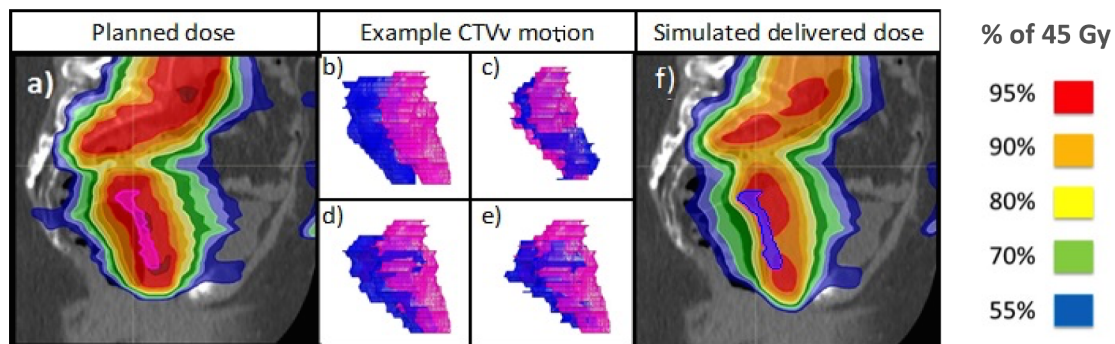 Planned dose
Example CTVv motion
Simulated delivered dose
% of 45 Gy
a)
b)
c)
f)
d)
e)
95%
90%
80%
70%
55%